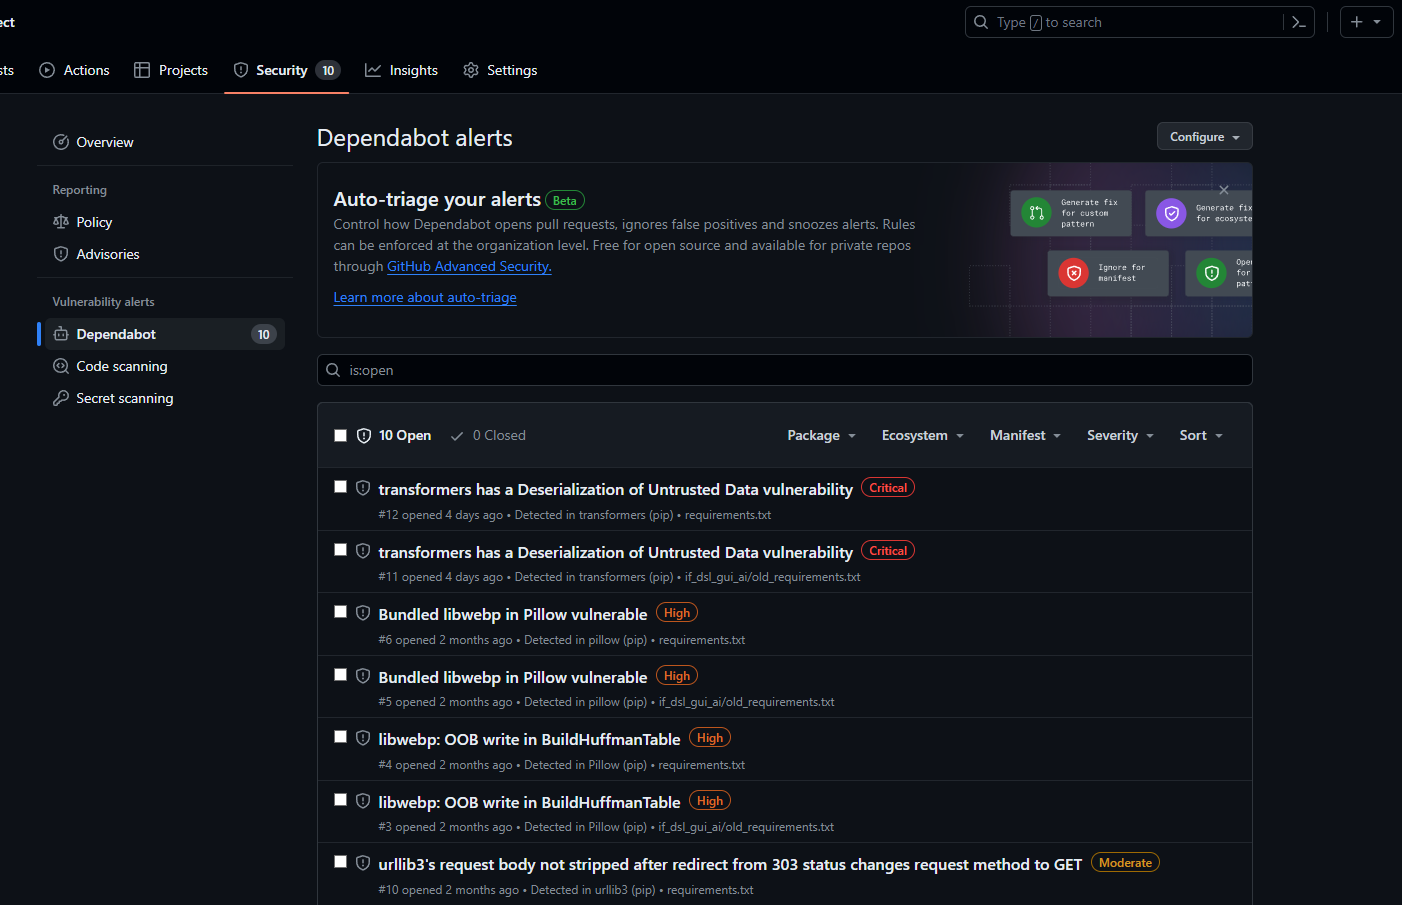 ect
Type / to search
sts
Actions
Projects
Security 10
Insights
Settings
Overview
Reporting
Policy
Advisories
Vulnerability alerts
Dependabot 10
Code scanning
Secret scanning
Dependabot alerts
Configure
Auto-triage your alerts Beta
Control how Dependabot opens pull requests, ignores false positives and snoozes alerts. Rules
can be enforced at the organization level. Free for open source and available for private repos
through GitHub Advanced Security.
Learn more about auto-triage
Generate fix
for custom
pattern
Generate fix
for ecosyste
Ignore for
manifest
Ope
for
pat
is:open
10 Open 0 Closed
Package
Ecosystem
Manifest
Severity
Sort
transformers has a Deserialization of Untrusted Data vulnerability Critical
#12 opened 4 days ago • Detected in transformers (pip) • requirements.txt
transformers has a Deserialization of Untrusted Data vulnerability Critical
#11 opened 4 days ago • Detected in transformers (pip) • if_dsl_gui_ai/old_requirements.txt
Bundled libwebp in Pillow vulnerable High
#6 opened 2 months ago • Detected in pillow (pip) • requirements.txt
Bundled libwebp in Pillow vulnerable High
#5 opened 2 months ago • Detected in pillow (pip) • if_dsl_gui_ai/old_requirements.txt
libwebp: OOB write in BuildHuffmanTable High
#4 opened 2 months ago • Detected in Pillow (pip) • requirements.txt
libwebp: OOB write in BuildHuffmanTable High
#3 opened 2 months ago • Detected in Pillow (pip) • if_dsl_gui_ai/old_requirements.txt
urllib3's request body not stripped after redirect from 303 status changes request method to GET Moderate
#10 opened 2 months ago • Detected in urllib3 (pip) • requirements.txt